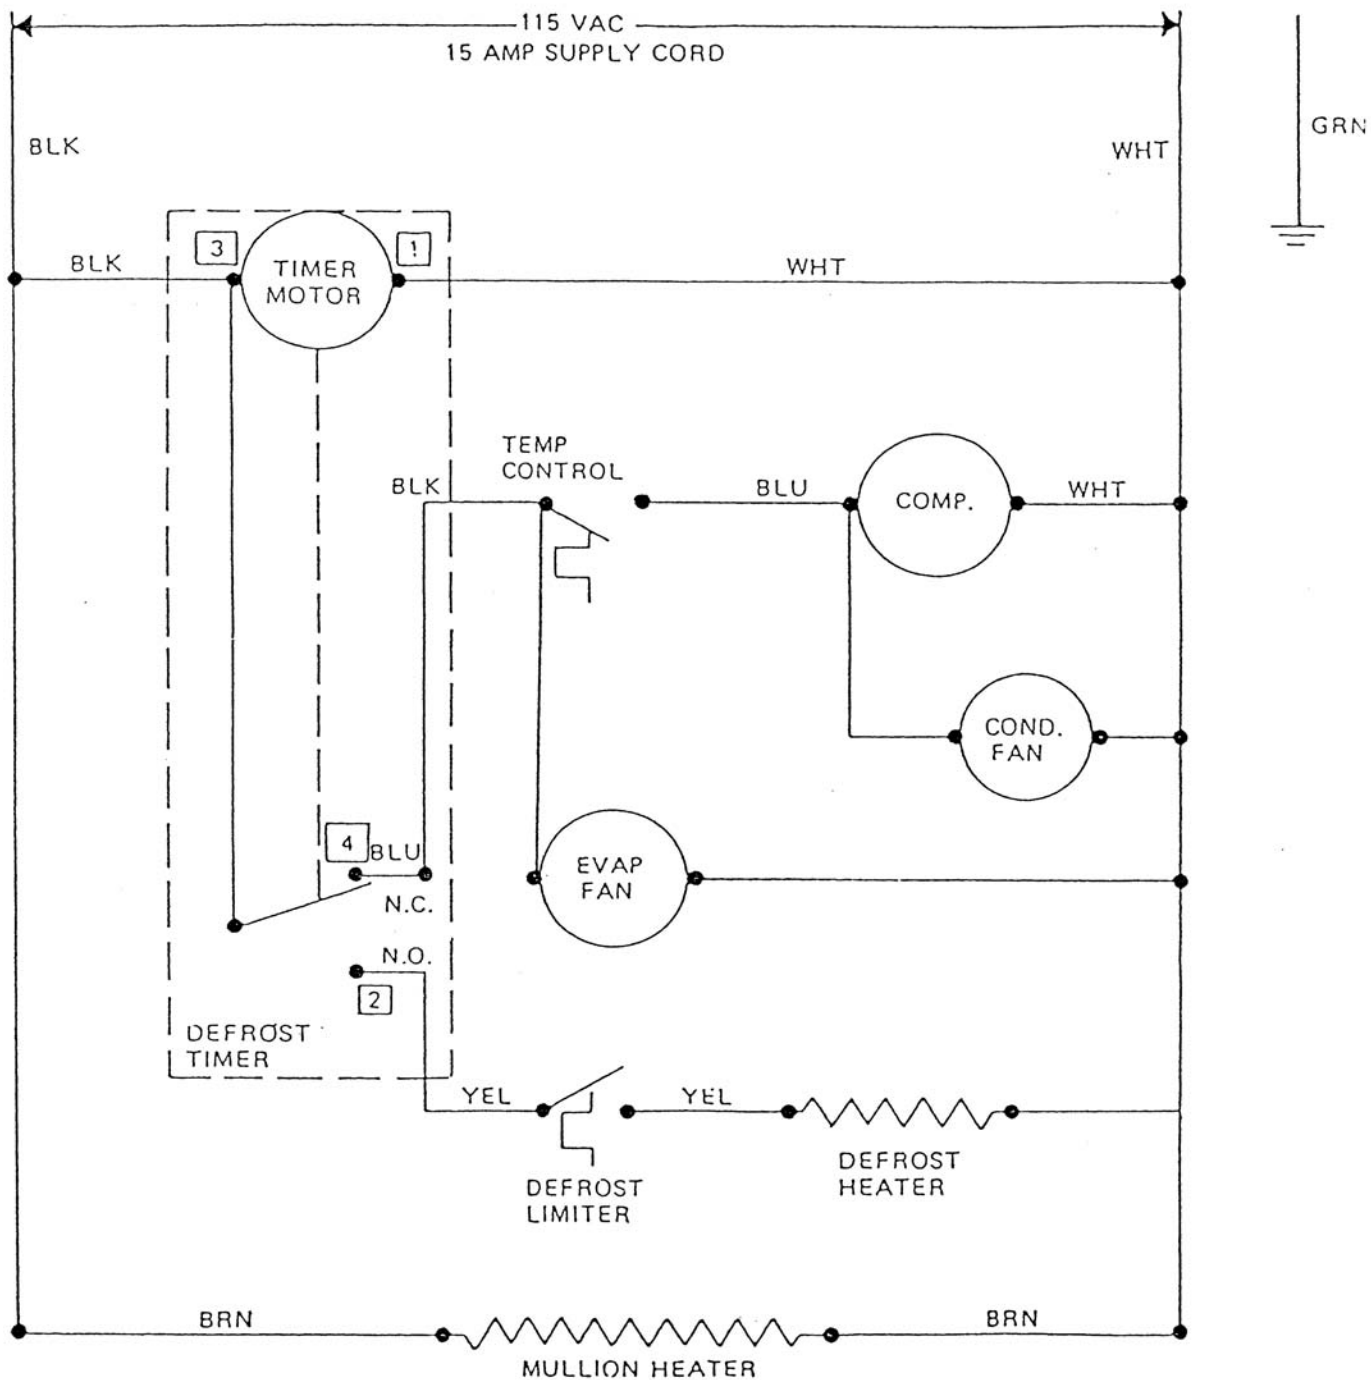 115 VAC
15 AMP SUPPLY CORD
BLK
WHT
GRN
BLK
3
TIMER
MOTOR
1
WHT
TEMP
CONTROL
BLK
BLU
COMP.
WHT
COND.
FAN
4
BLU
N.C.
EVAP
FAN
N.O.
2
DEFROST
TIMER
YEL
YEL
DEFROST
LIMITER
DEFROST
HEATER
BRN
BRN
MULLION HEATER